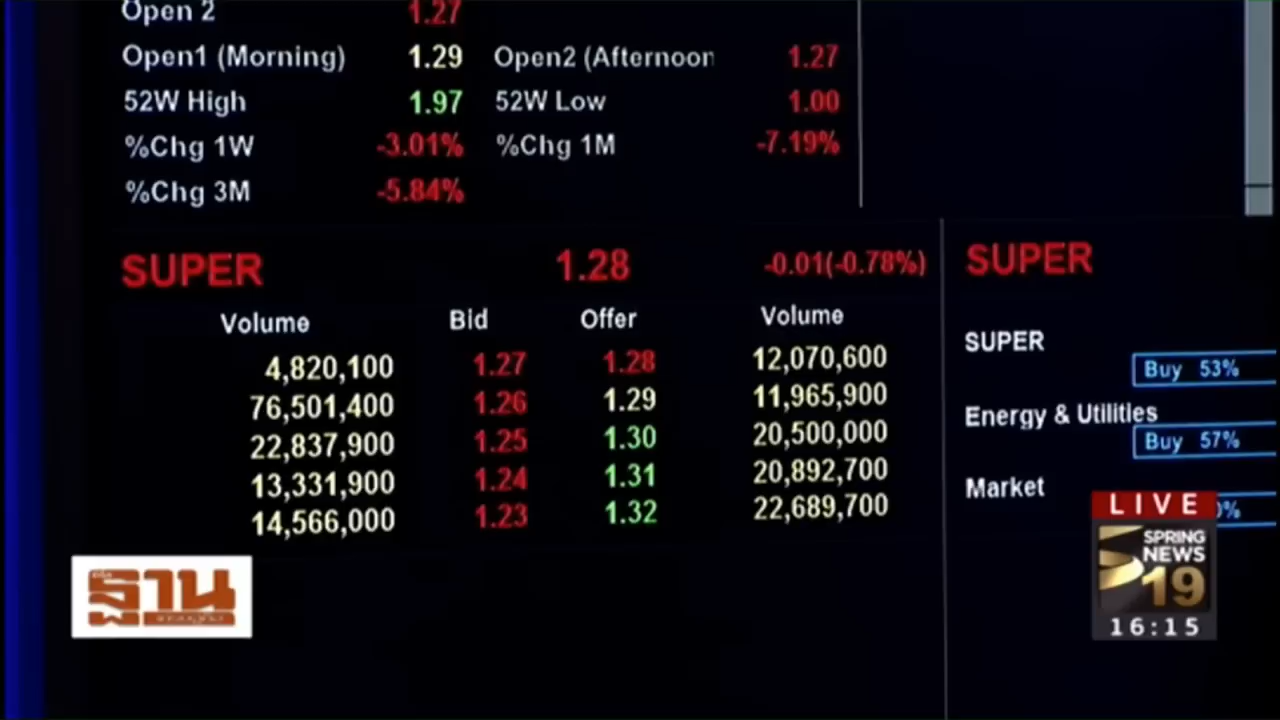 Open 2 1.27
Open1 (Morning) 1.29 Open2 (Afternoon 1.27
52W High 1.97 52W Low 1.00
%Chg 1W -3.01% %Chg 1M -7.19%
%Chg 3M -5.84%
SUPER 1.28 -0.01(-0.78%)
Volume Bid Offer Volume
4,820,100 1.27 1.28 12,070,600
76,501,400 1.26 1.29 11,965,900
22,837,900 1.25 1.30 20,500,000
13,331,900 1.24 1.31 20,892,700
14,566,000 1.23 1.32 22,689,700
SUPER
SUPER
Buy 53%
Energy & Utilities
Buy 57%
Market
0%
LIVE
SPRING
NEWS
19
16:15
ฐาน